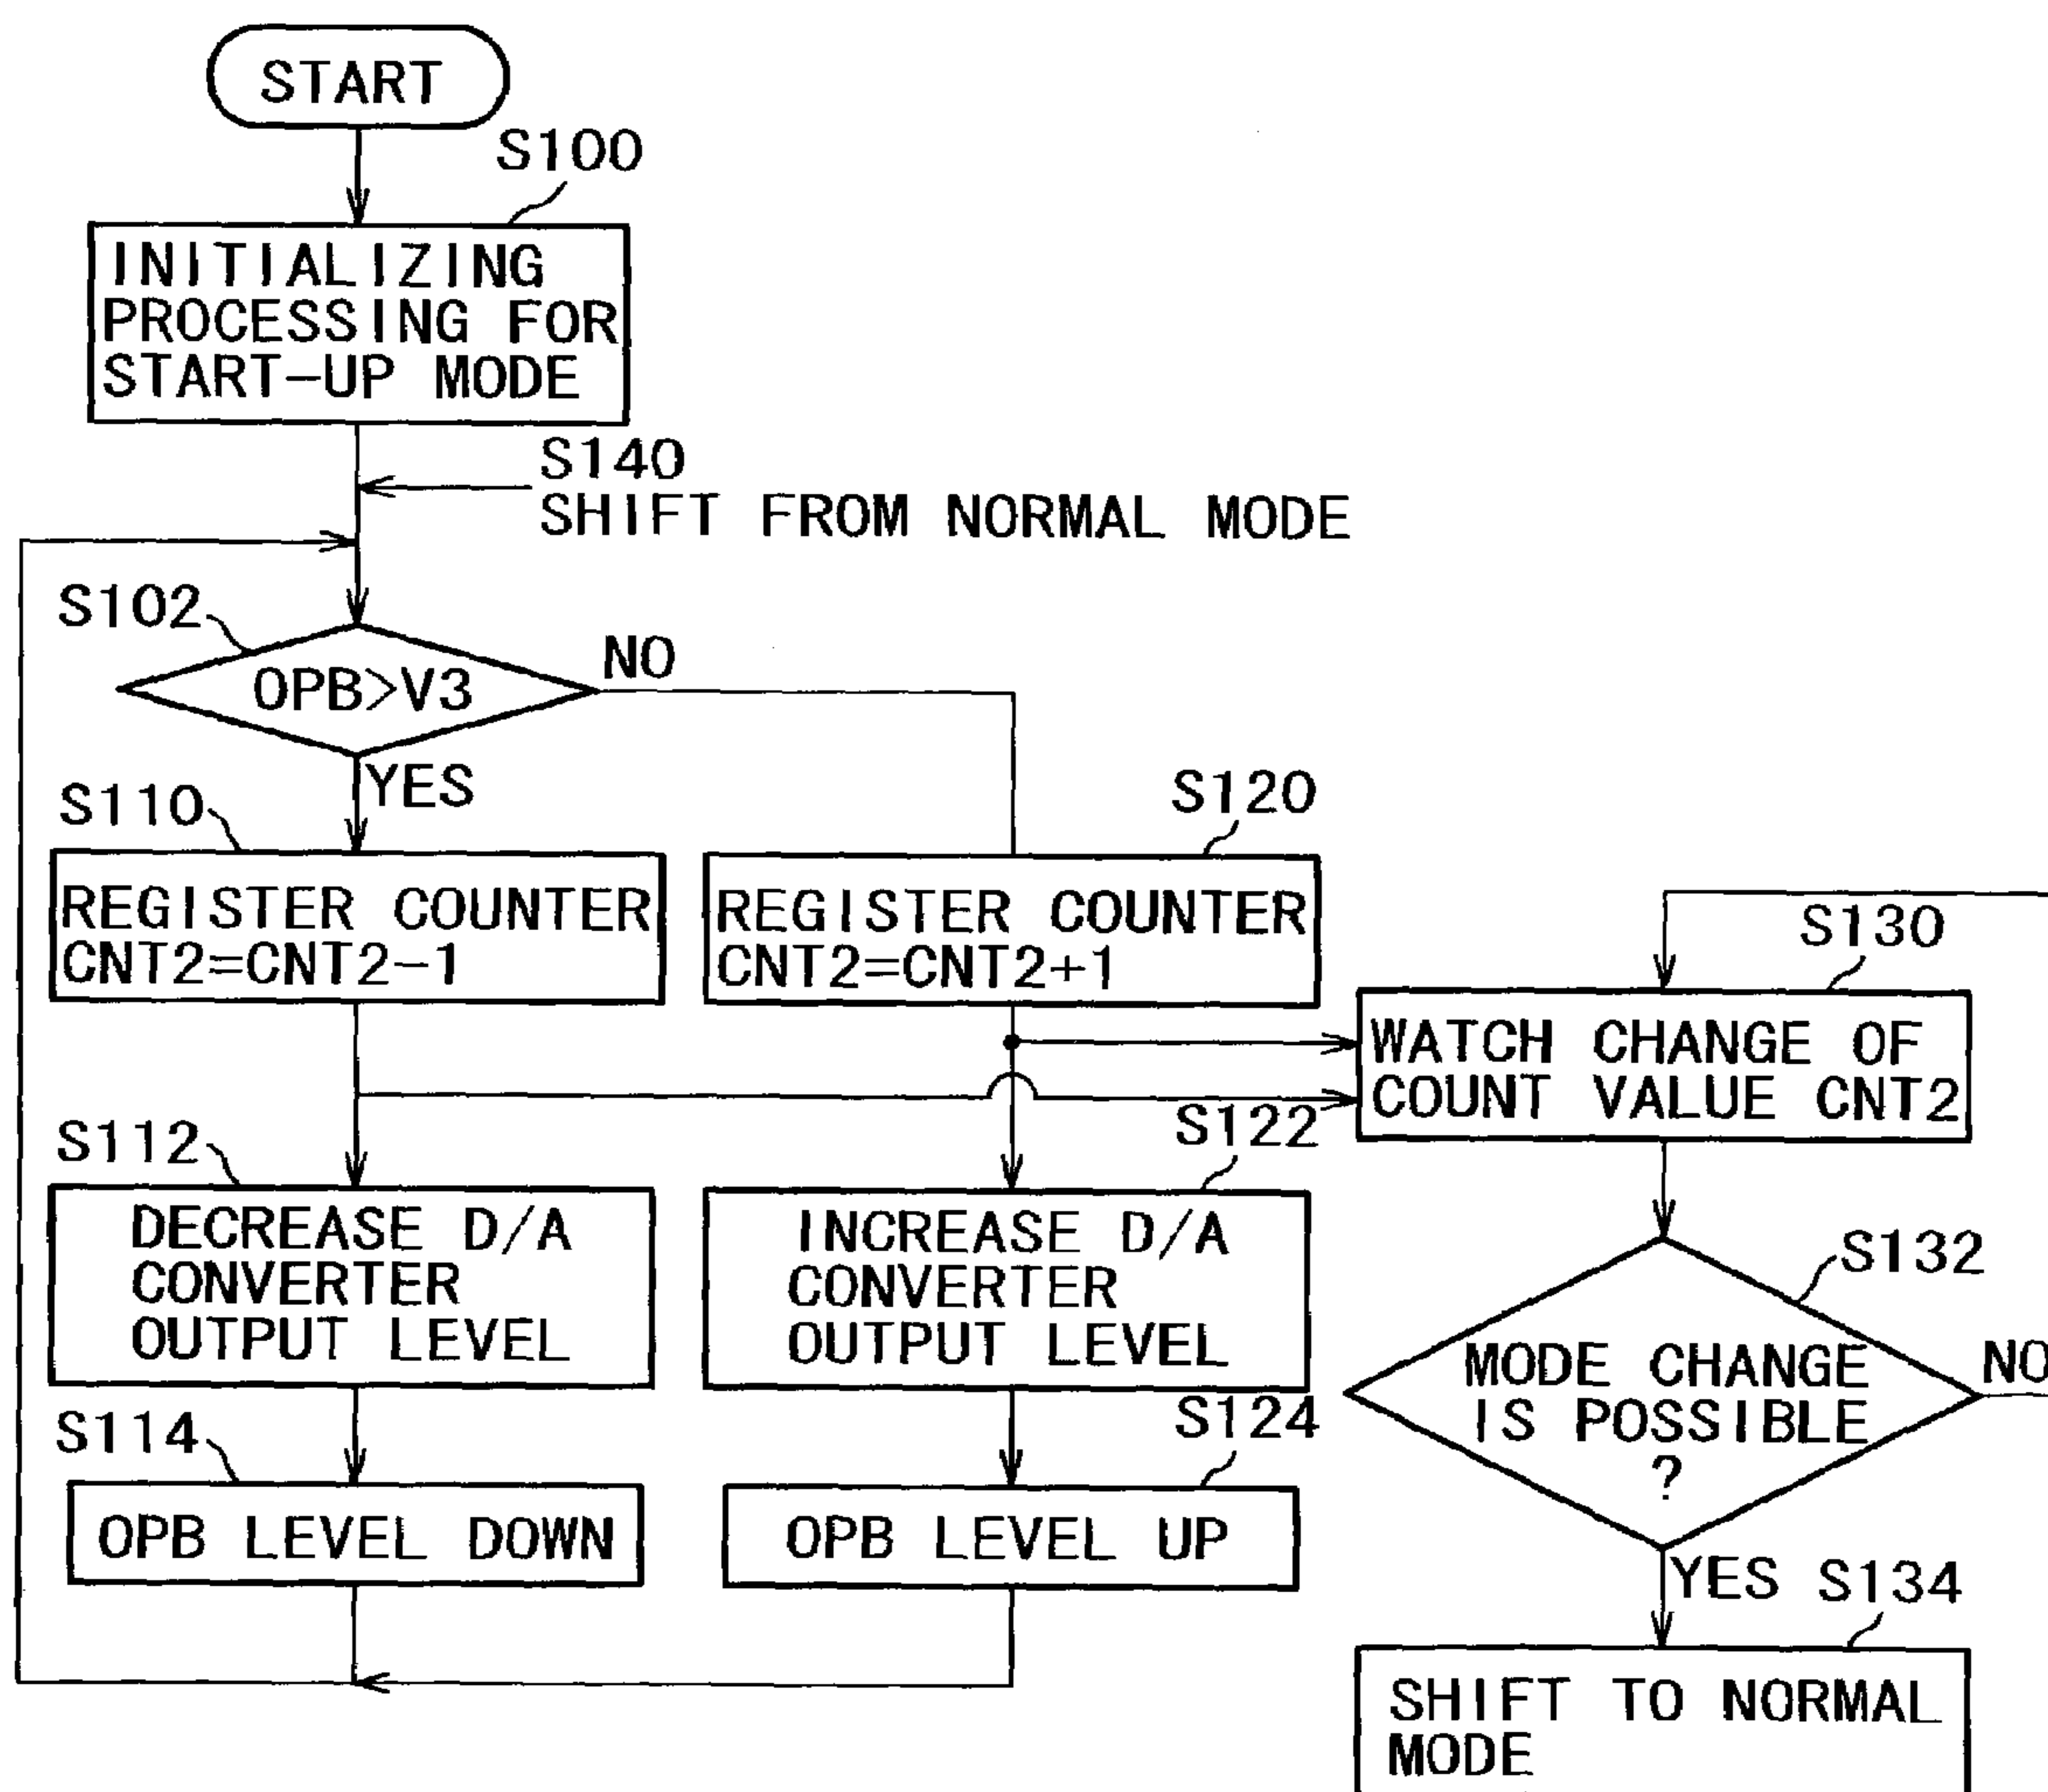 START
S100
INITIALIZING
PROCESSING FOR
START-UP MODE
S140
SHIFT FROM NORMAL MODE
S102
OPB>V3
NO
YES
S110
REGISTER COUNTER
CNT2=CNT2-1
S120
REGISTER COUNTER
CNT2=CNT2+1
S130
WATCH CHANGE OF
COUNT VALUE CNT2
S112
DECREASE D/A
CONVERTER
OUTPUT LEVEL
S122
INCREASE D/A
CONVERTER
OUTPUT LEVEL
S132
MODE CHANGE
IS POSSIBLE
?
NO
YES
S114
OPB LEVEL DOWN
S124
OPB LEVEL UP
S134
SHIFT TO NORMAL
MODE